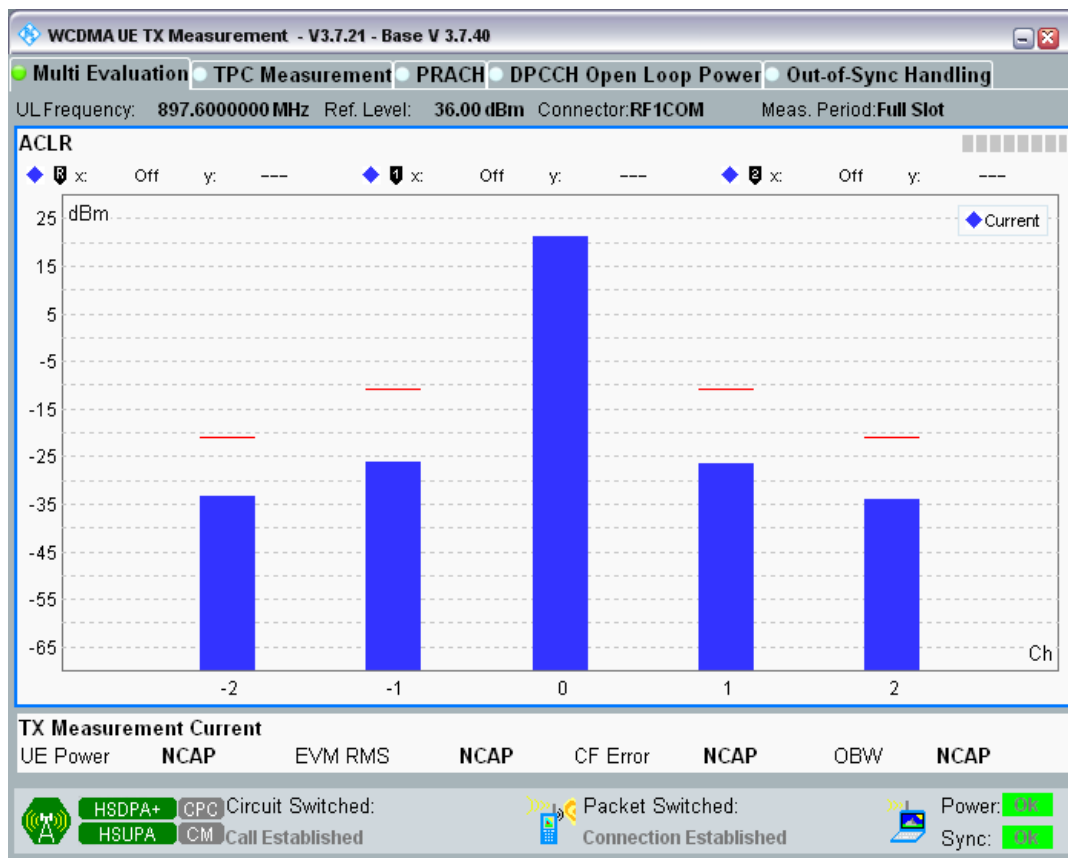 WCDMA UE TX Measurement - V3.7.21 - Base V 3.7.40
Multi Evaluation TPC Measurement PRACH DPCCH Open Loop Power Out-of-Sync Handling
ULFrequency: 897.6000000 MHz Ref. Level: 36.00 dBm Connector:RF1COM Meas. Period:Full Slot
ACLR
R x: Off y: --- 1 x: Off y: --- 2 x: Off y: ---
dBm
Current
25
15
5
-5
-15
-25
-35
-45
-55
-65
Ch
-2 -1 0 1 2
TX Measurement Current
UE Power NCAP EVM RMS NCAP CF Error NCAP OBW NCAP
HSDPA+ CPC Circuit Switched: Packet Switched: Power: Ok
HSUPA CM Call Established Connection Established Sync: Ok